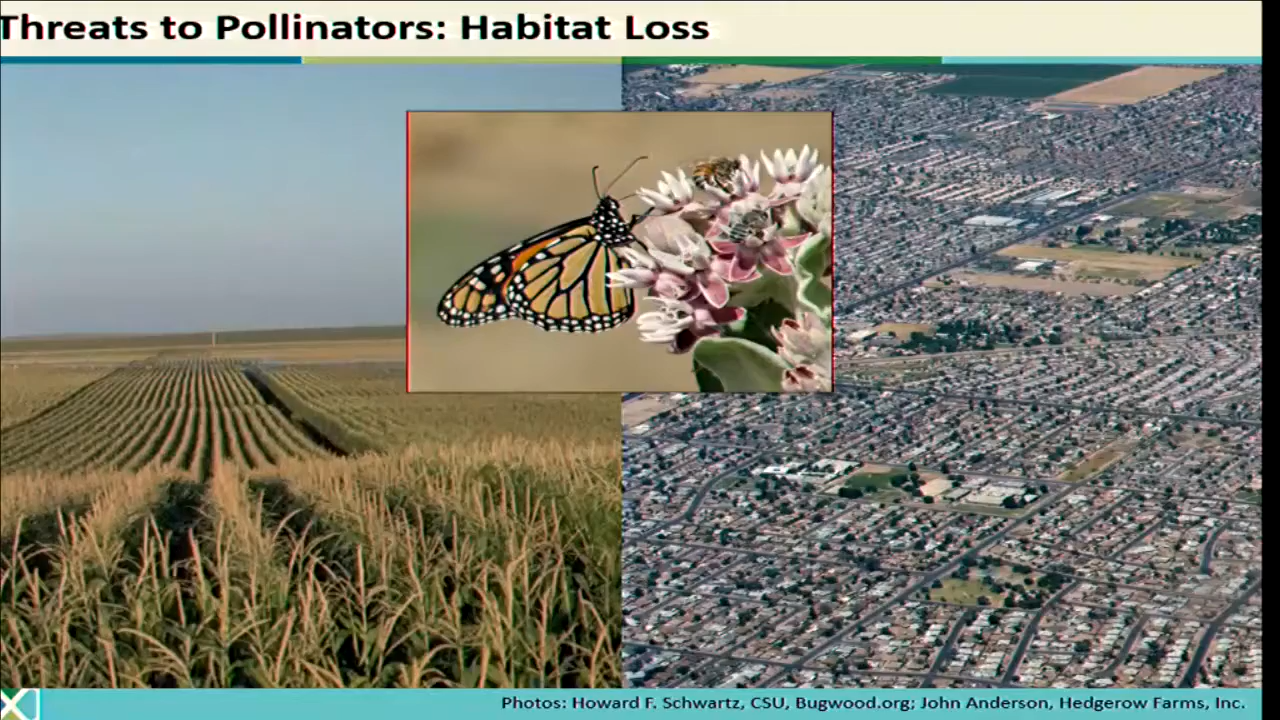 Threats to Pollinators: Habitat Loss
Photos: Howard F. Schwartz, CSU, Bugwood.org; John Anderson, Hedgerow Farms, Inc.